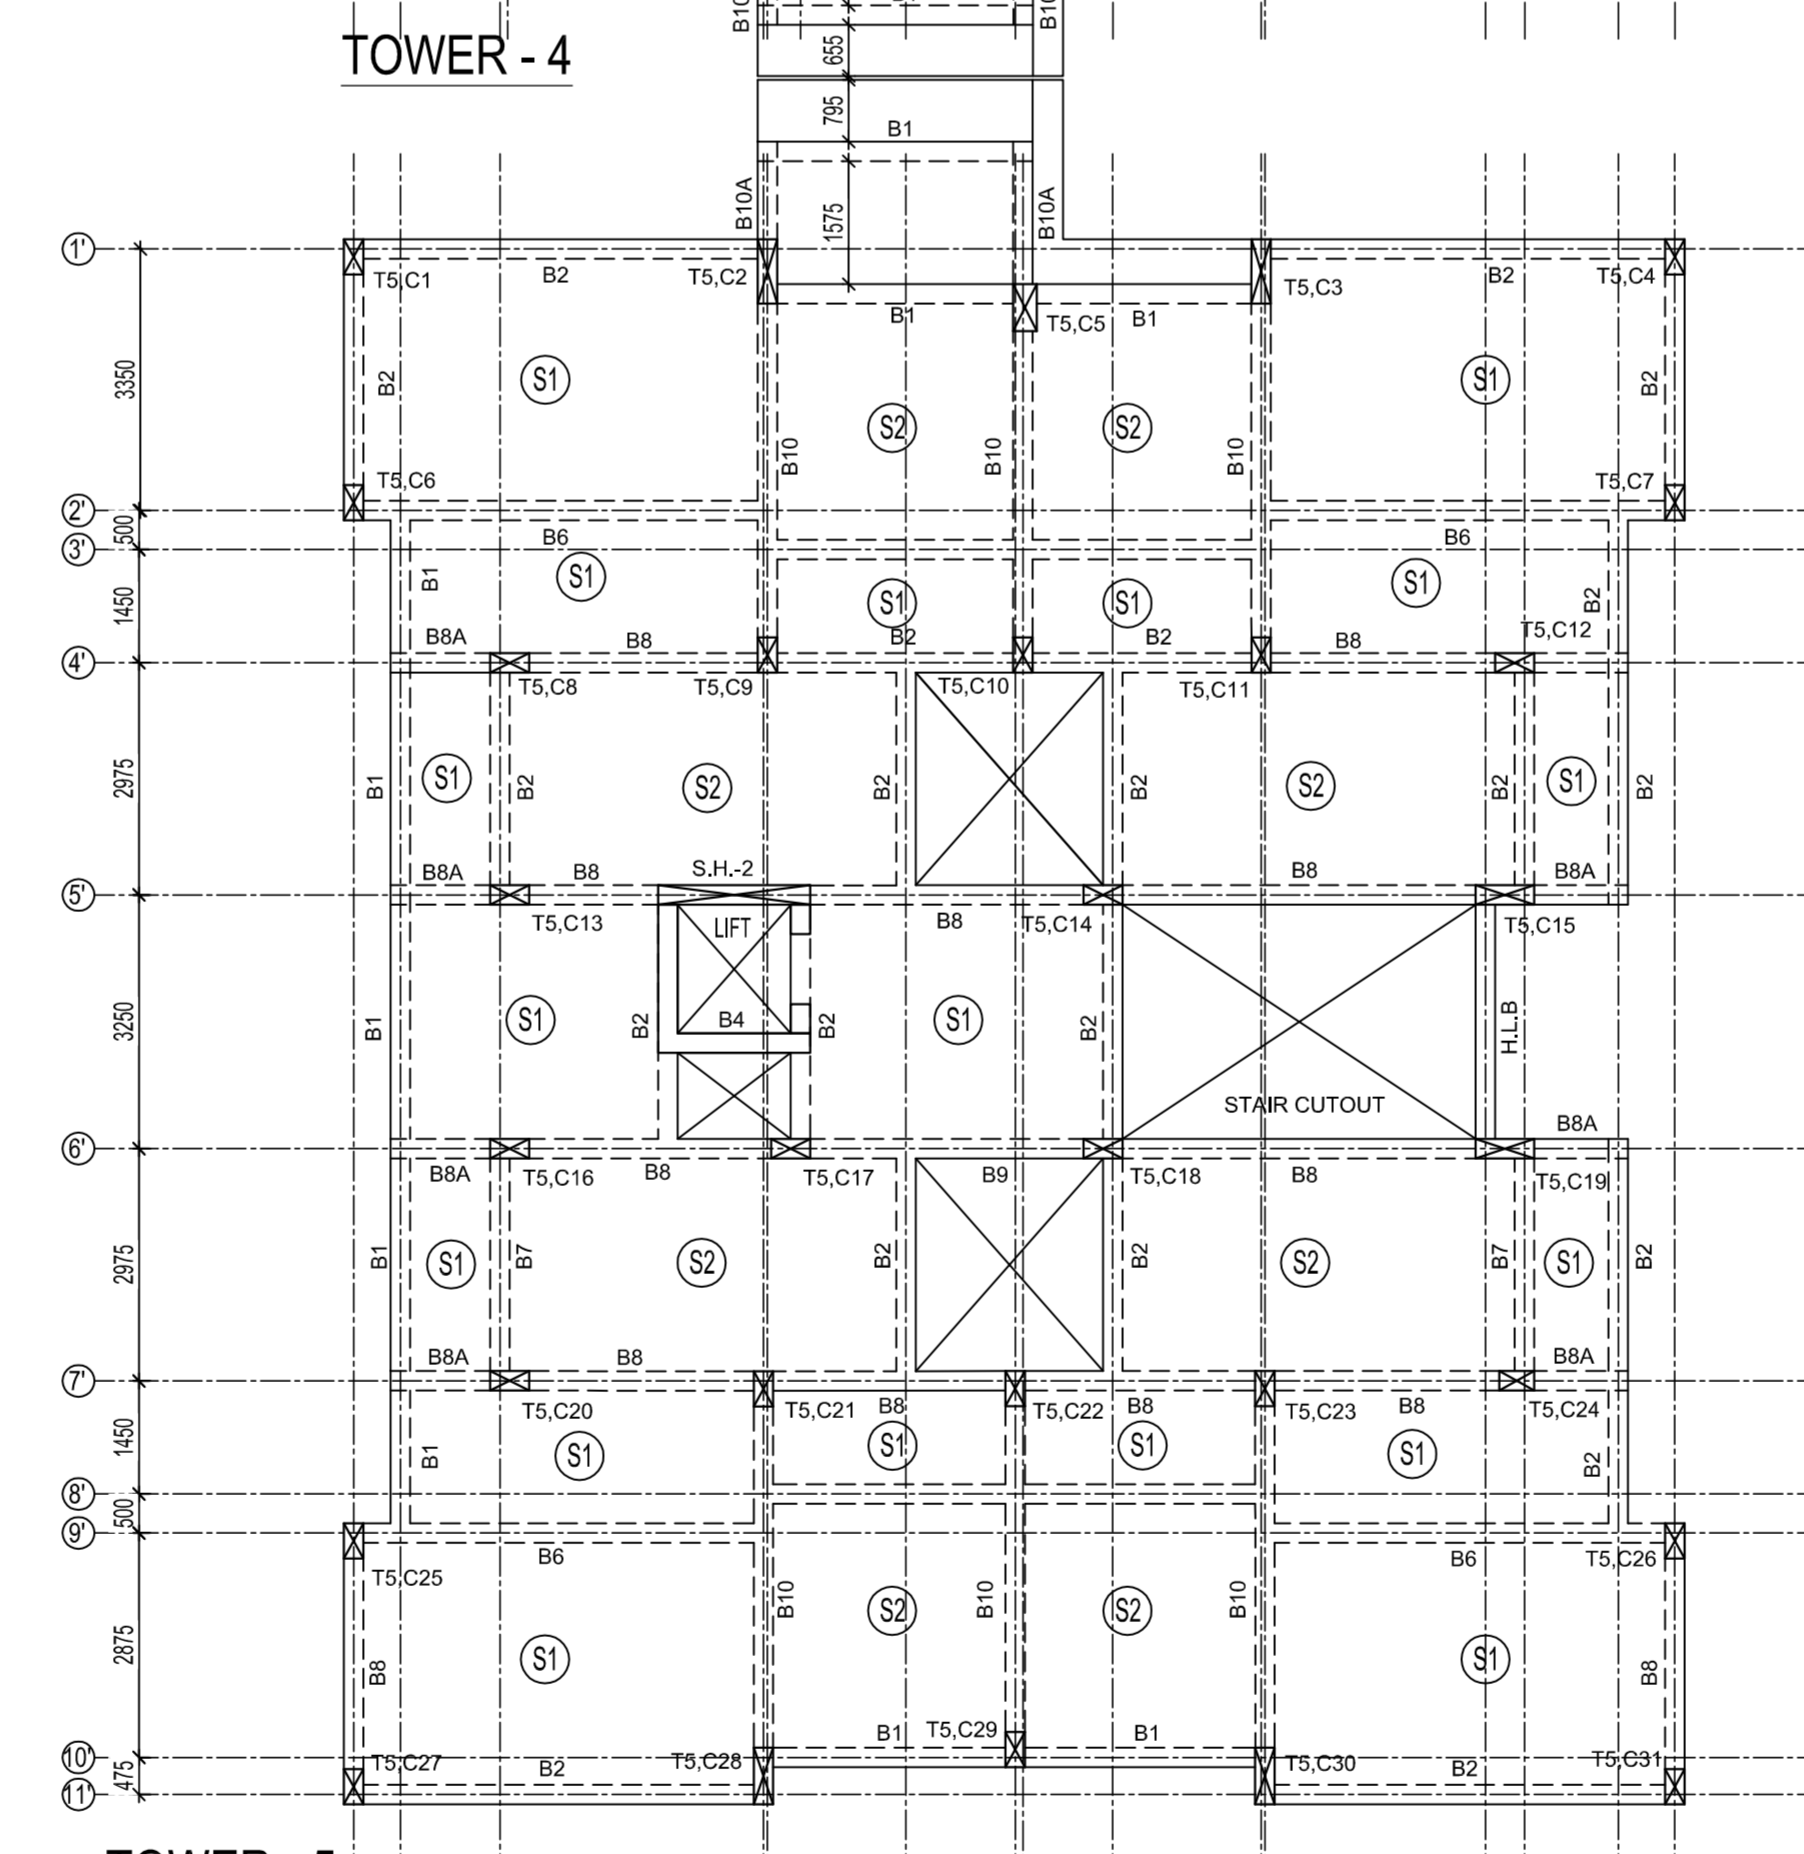 B10
B10
TOWER - 4
655
795
B1
B10A
1575
B10A
1'
T5,C1
B2
T5,C2
T5,C3
B2
T5,C4
B1
T5,C5
B1
3350
B2
S1
S1
B2
S2
S2
B10
B10
B10
T5,C6
T5,C7
2'
500
B6
B6
3'
B1
S1
S1
S1
S1
B2
1450
B8A
B8
B2
B2
B8
T5,C12
4'
T5,C8
T5,C9
T5,C10
T5,C11
2975
B1
S1
B2
S2
B2
B2
S2
B2
S1
B2
B8A
B8
S.H.-2
B8
B8A
5'
T5,C13
LIFT
B8
T5,C14
T5,C15
3250
B1
S1
B2
B4
B2
S1
B2
H.L.B
STAIR CUTOUT
B8A
6'
B8A
T5,C16
B8
T5,C17
B9
T5,C18
B8
T5,C19
2975
B1
S1
B7
S2
B2
B2
S2
B7
S1
B2
B8A
B8
B8A
7'
T5,C20
T5,C21
B8
T5,C22
B8
T5,C23
B8
T5,C24
1450
B1
S1
S1
S1
S1
B2
8'
500
9'
B6
B6
T5,C26
T5,C25
B10
S2
B10
S2
B10
2875
B8
S1
S1
B8
B1
T5,C29
B1
10'
T5,C27
B2
T5,C28
T5,C30
B2
T5,C31
475
11'
TOWER - 5